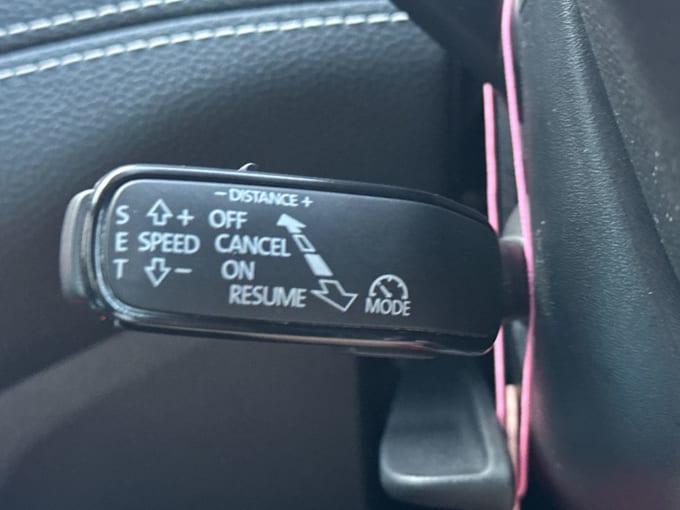 - DISTANCE +
S + OFF
E SPEED CANCEL
T - ON
RESUME
MODE